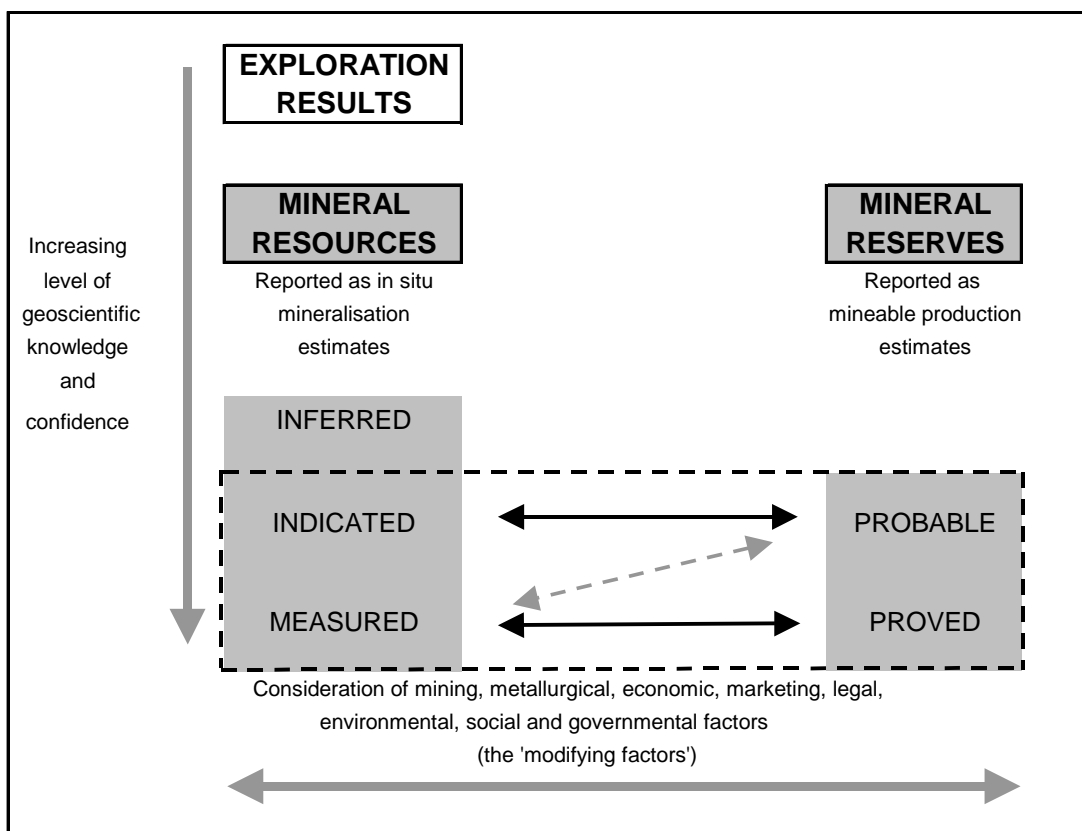 EXPLORATION
RESULTS
MINERAL
RESOURCES
Reported as in situ
mineralisation
estimates
MINERAL
RESERVES
Reported as
mineable production
estimates
Increasing
level of
geoscientific
knowledge
and
confidence
INFERRED
INDICATED
PROBABLE
MEASURED
PROVED
Consideration of mining, metallurgical, economic, marketing, legal,
environmental, social and governmental factors
(the 'modifying factors')